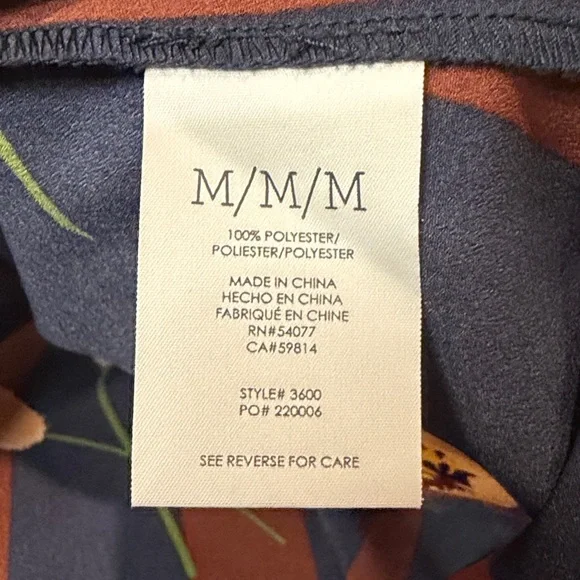 M/M/M
100% POLYESTER/
POLIESTER/POLYESTER
MADE IN CHINA
HECHO EN CHINA
FABRIQUÉ EN CHINE
RN#54077
CA#59814
STYLE# 3600
PO# 220006
SEE REVERSE FOR CARE